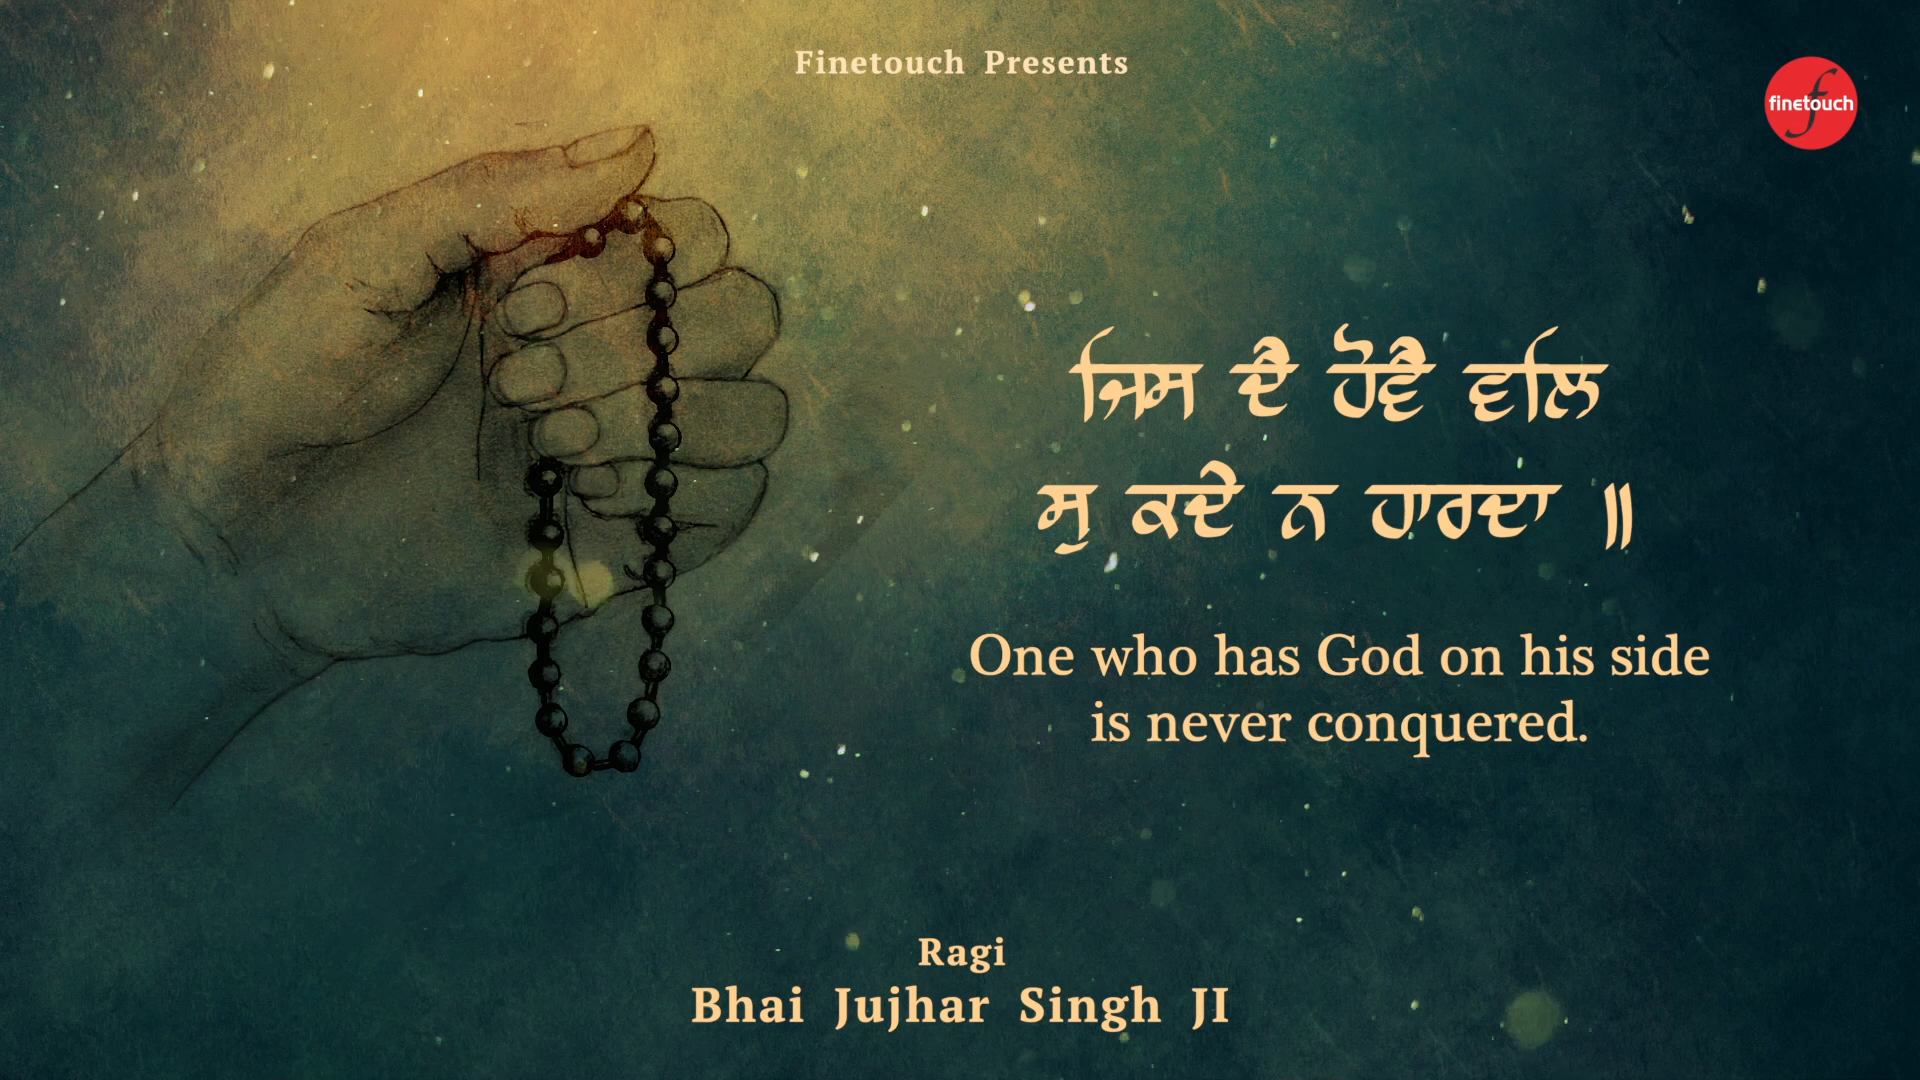 Finetouch Presents
finetouch
ਜਿਸ ਦੈ ਹੋਵੈ ਵਲਿ
ਸੁ ਕਦੇ ਨ ਹਾਰਦਾ ॥
One who has God on his side
is never conquered.
Ragi
Bhai Jujhar Singh JI